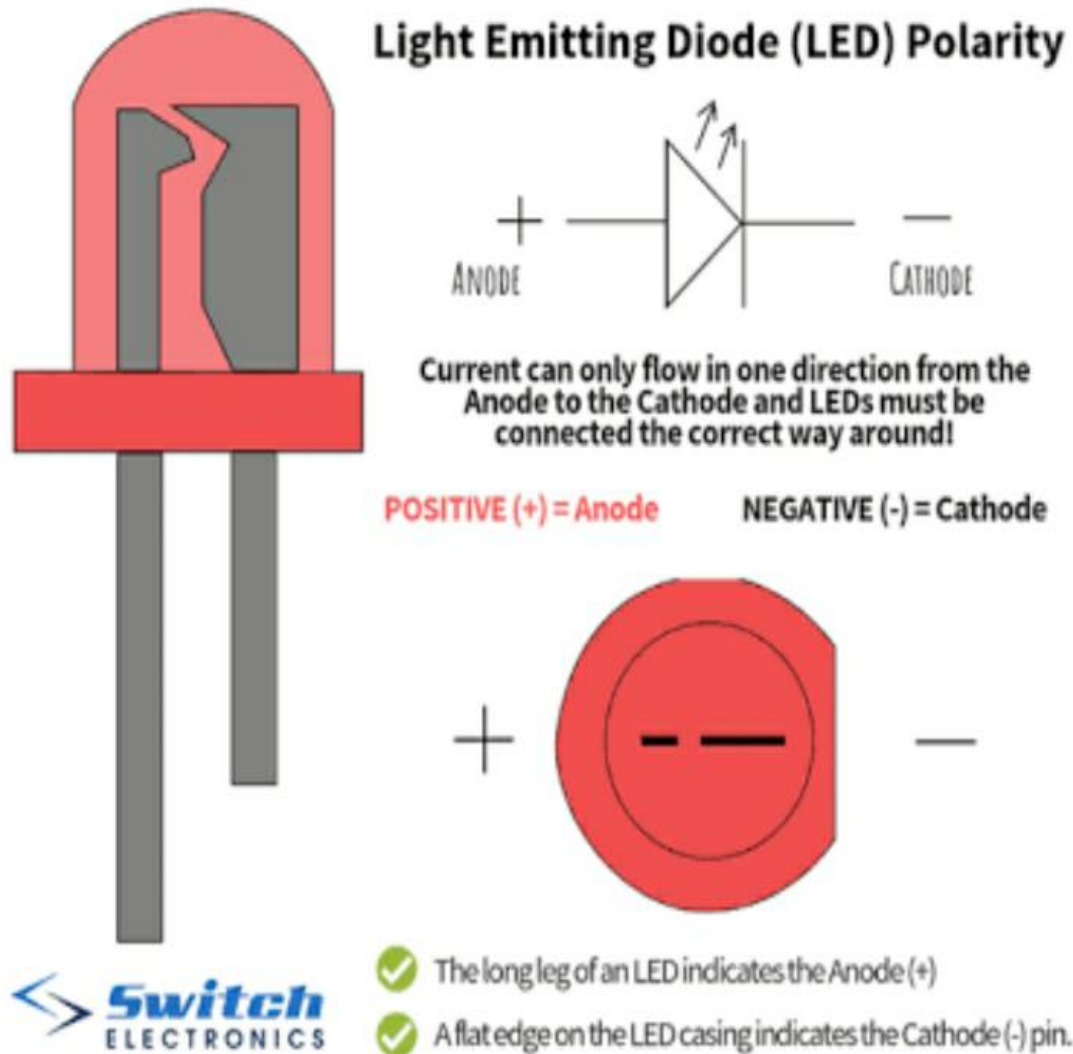 Light Emitting Diode (LED) Polarity
+
−
ANODE
CATHODE
Current can only flow in one direction from the
Anode to the Cathode and LEDs must be
connected the correct way around!
POSITIVE (+) = Anode
NEGATIVE (-) = Cathode
+
−
The long leg of an LED indicates the Anode (+)
A flat edge on the LED casing indicates the Cathode (-) pin.
Switch
ELECTRONICS